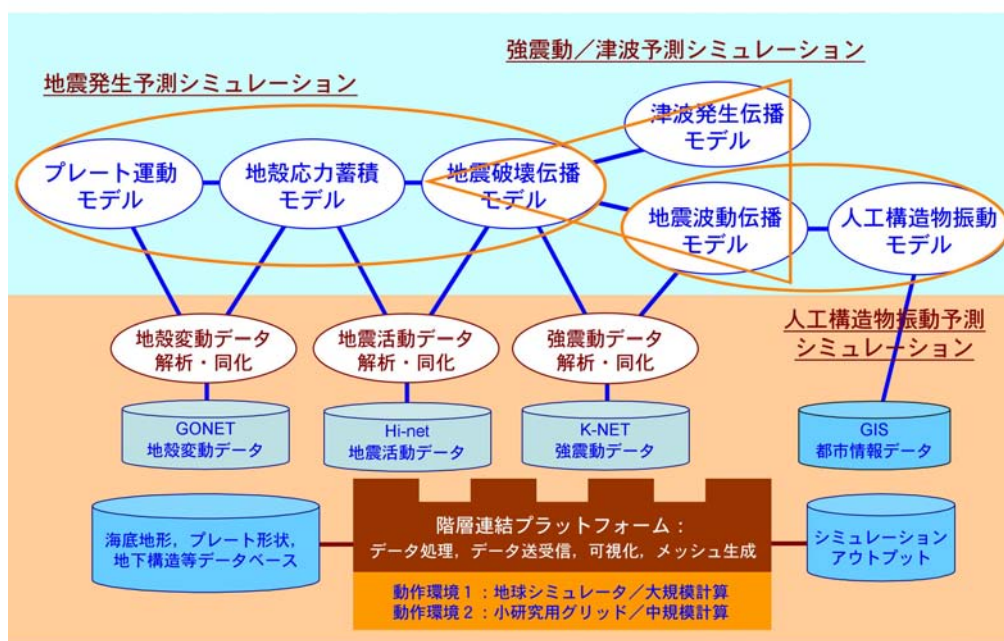 強震動／津波予測シミュレーション
地震発生予測シミュレーション
津波発生伝播
モデル
プレート運動
モデル
地殻応力蓄積
モデル
地震破壊伝播
モデル
地震波動伝播
モデル
人工構造物振動
モデル
人工構造物振動予測
シミュレーション
地殻変動データ
解析・同化
地震活動データ
解析・同化
強震動データ
解析・同化
GONET
地殻変動データ
Hi-net
地震活動データ
K-NET
強震動データ
GIS
都市情報データ
海底地形，プレート形状，
地下構造等データベース
階層連結プラットフォーム：
データ処理，データ送受信，可視化，メッシュ生成
シミュレーション
アウトプット
動作環境１：地球シミュレータ／大規模計算
動作環境２：小研究用グリッド／中規模計算